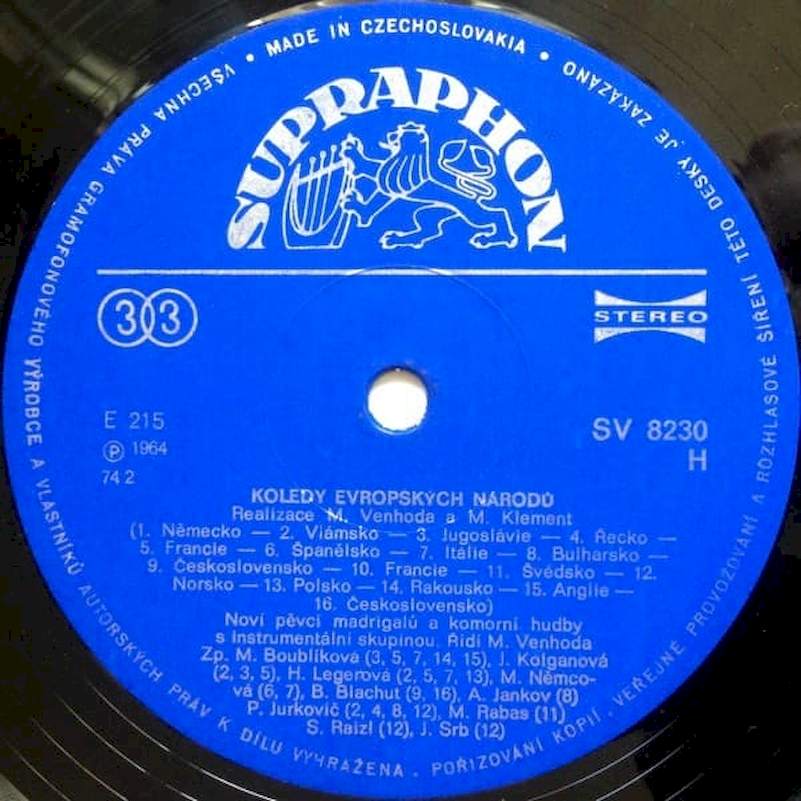 VŠECHNA PRÁVA GRAMOFONOVÉHO VÝROBCE A VLASTNÍKŮ AUTORSKÝCH PRÁV K DÍLU VYHRAŽENA . POŘIZOVÁNÍ KOPIÍ . VEŘEJNÉ PROVOZOVÁNÍ A ROZHLASOVÉ ŠÍŘENÍ TÉTO DESKY JE ZAKÁZÁNO
• MADE IN CZECHOSLOVAKIA •
SUPRAPHON
33
STEREO
E 215
℗ 1964
74 2
SV 8230
H
KOLEDY EVROPSKÝCH NÁRODŮ
Realizace M. Venhoda a M. Klement
(1. Německo — 2. Vlámsko — 3. Jugoslávie — 4. Řecko —
5. Francie — 6. Španělsko — 7. Itálie — 8. Bulharsko —
9. Československo — 10. Francie — 11. Švédsko — 12.
Norsko — 13. Polsko — 14. Rakousko — 15. Anglie —
16. Československo)
Noví pěvci madrigalů a komorní hudby
s instrumentální skupinou. Řídí M. Venhoda
Zp. M. Boublíková (3, 5, 7, 14, 15), J. Kolganová
(2, 3, 5), H. Legerová (2, 5, 7, 13), M. Němco-
vá (6, 7), B. Blachut (9, 16), A. Jankov (8)
P. Jurkovič (2, 4, 8, 12), M. Rabas (11)
S. Raizl (12), J. Srb (12)